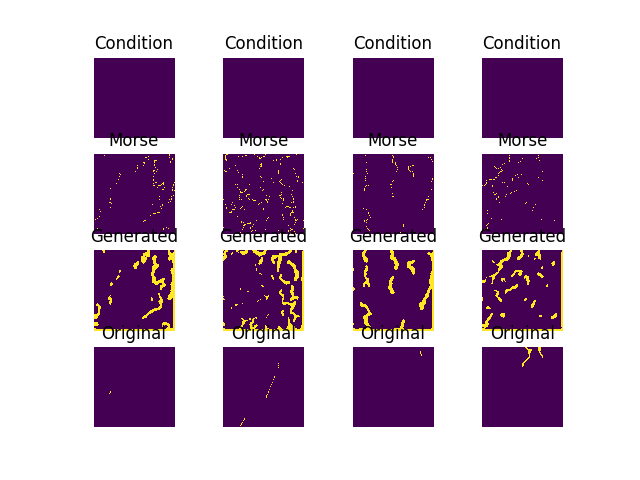 Condition Condition Condition Condition
Morse Morse Morse Morse
Generated Generated Generated Generated
Original Original Original Original